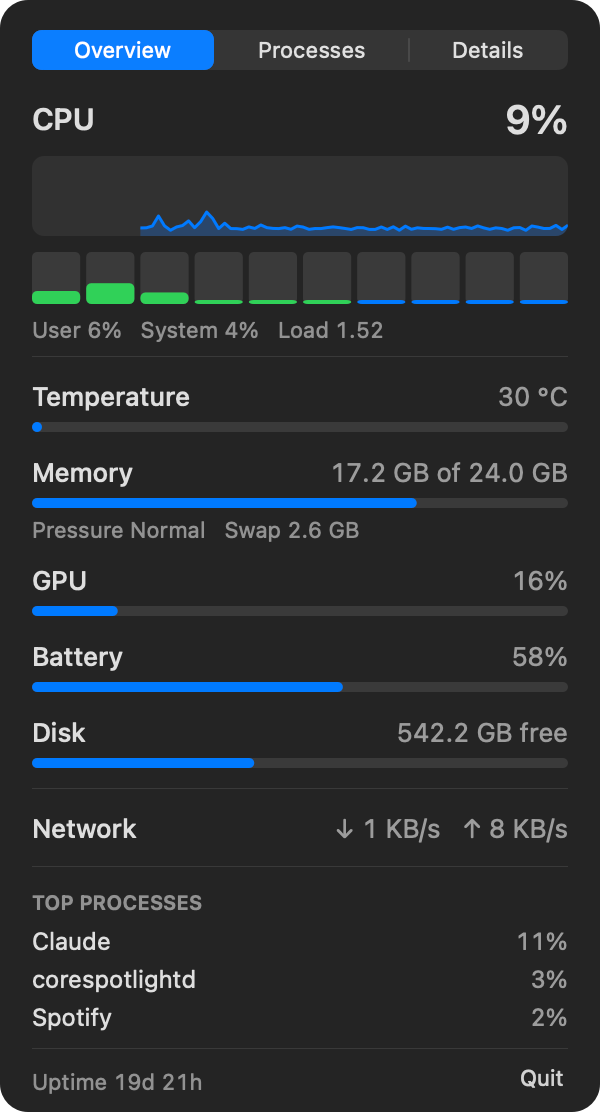 Overview Processes Details
CPU 9%
User 6% System 4% Load 1.52
Temperature 30 °C
Memory 17.2 GB of 24.0 GB
Pressure Normal Swap 2.6 GB
GPU 16%
Battery 58%
Disk 542.2 GB free
Network ↓ 1 KB/s ↑ 8 KB/s
TOP PROCESSES
Claude 11%
corespotlightd 3%
Spotify 2%
Uptime 19d 21h Quit